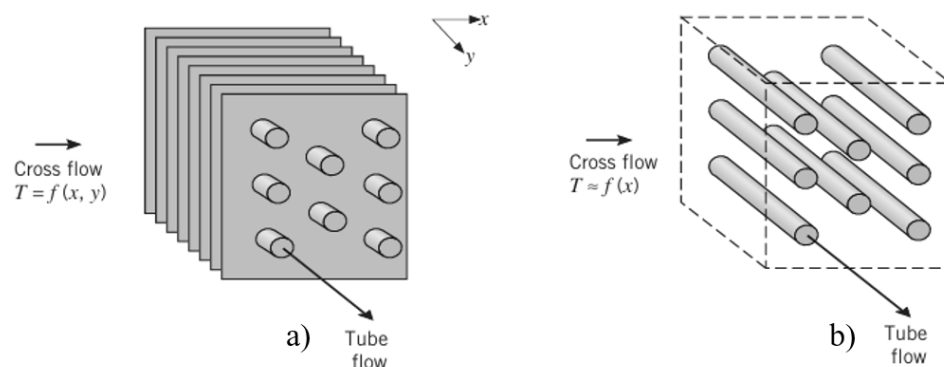 x
y
Cross flow
T = f (x, y)
a)
Tube
flow
Cross flow
T ≈ f (x)
b)
Tube
flow